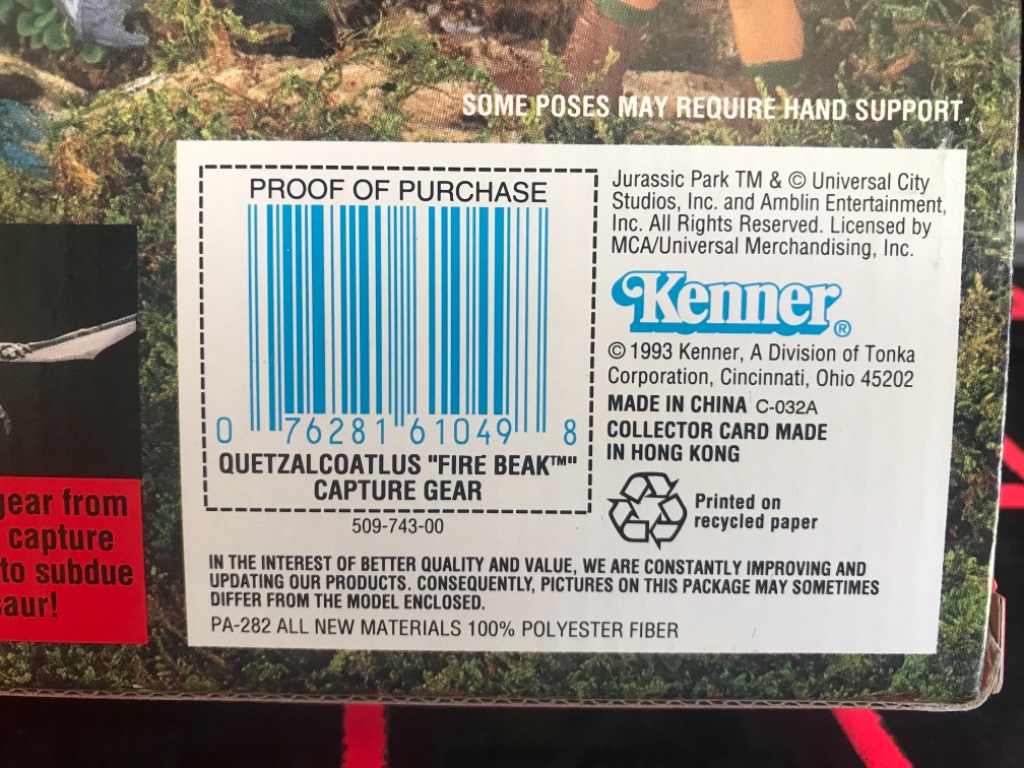 SOME POSES MAY REQUIRE HAND SUPPORT.
PROOF OF PURCHASE
0 76281 61049 8
QUETZALCOATLUS "FIRE BEAK™"
CAPTURE GEAR
509-743-00
Jurassic Park TM & © Universal City
Studios, Inc. and Amblin Entertainment,
Inc. All Rights Reserved. Licensed by
MCA/Universal Merchandising, Inc.
Kenner®
© 1993 Kenner, A Division of Tonka
Corporation, Cincinnati, Ohio 45202
MADE IN CHINA C-032A
COLLECTOR CARD MADE
IN HONG KONG
Printed on
recycled paper
IN THE INTEREST OF BETTER QUALITY AND VALUE, WE ARE CONSTANTLY IMPROVING AND
UPDATING OUR PRODUCTS. CONSEQUENTLY, PICTURES ON THIS PACKAGE MAY SOMETIMES
DIFFER FROM THE MODEL ENCLOSED.
PA-282 ALL NEW MATERIALS 100% POLYESTER FIBER
gear from
capture
to subdue
saur!